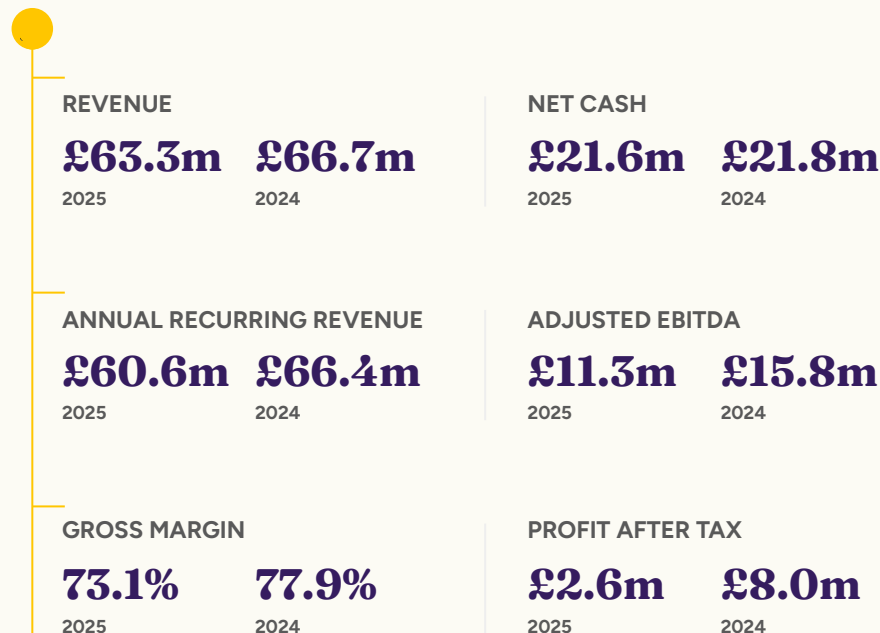 REVENUE
£63.3m £66.7m
2025 2024
NET CASH
£21.6m £21.8m
2025 2024
ANNUAL RECURRING REVENUE
£60.6m £66.4m
2025 2024
ADJUSTED EBITDA
£11.3m £15.8m
2025 2024
GROSS MARGIN
73.1% 77.9%
2025 2024
PROFIT AFTER TAX
£2.6m £8.0m
2025 2024